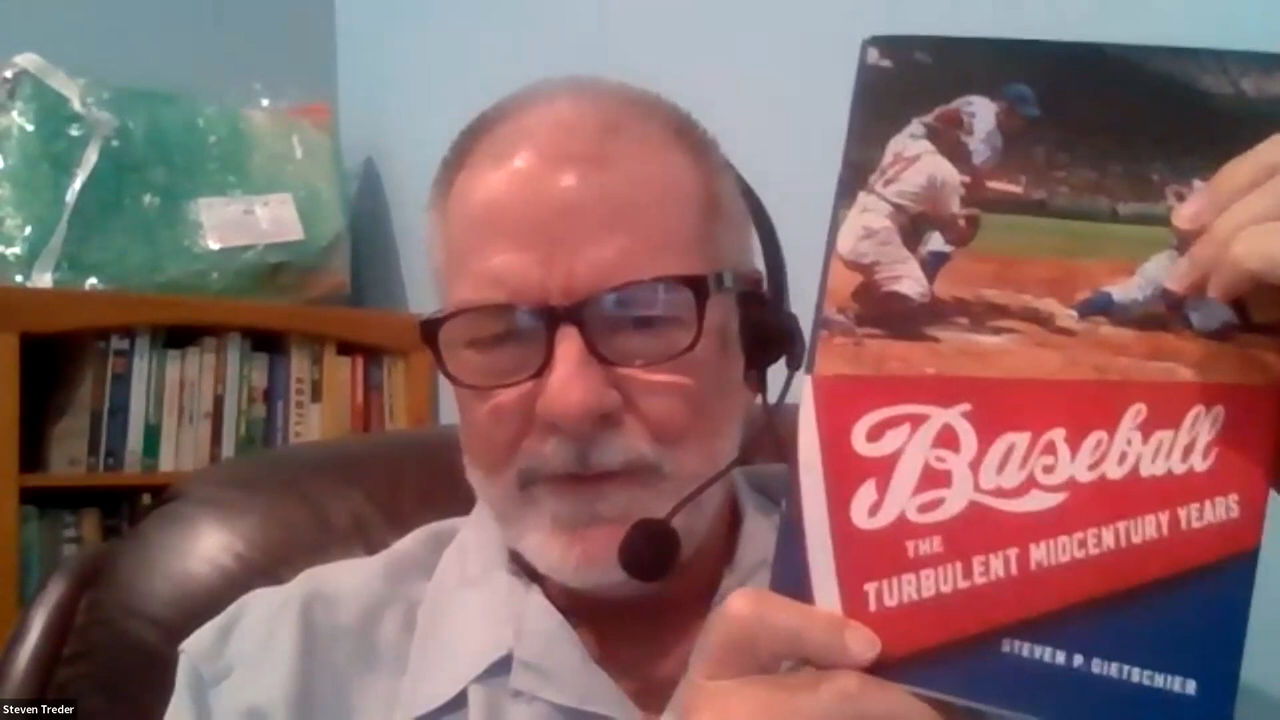 Baseball
THE
TURBULENT MIDCENTURY YEARS
STEVEN P. GIETSCHIER
Steven Treder